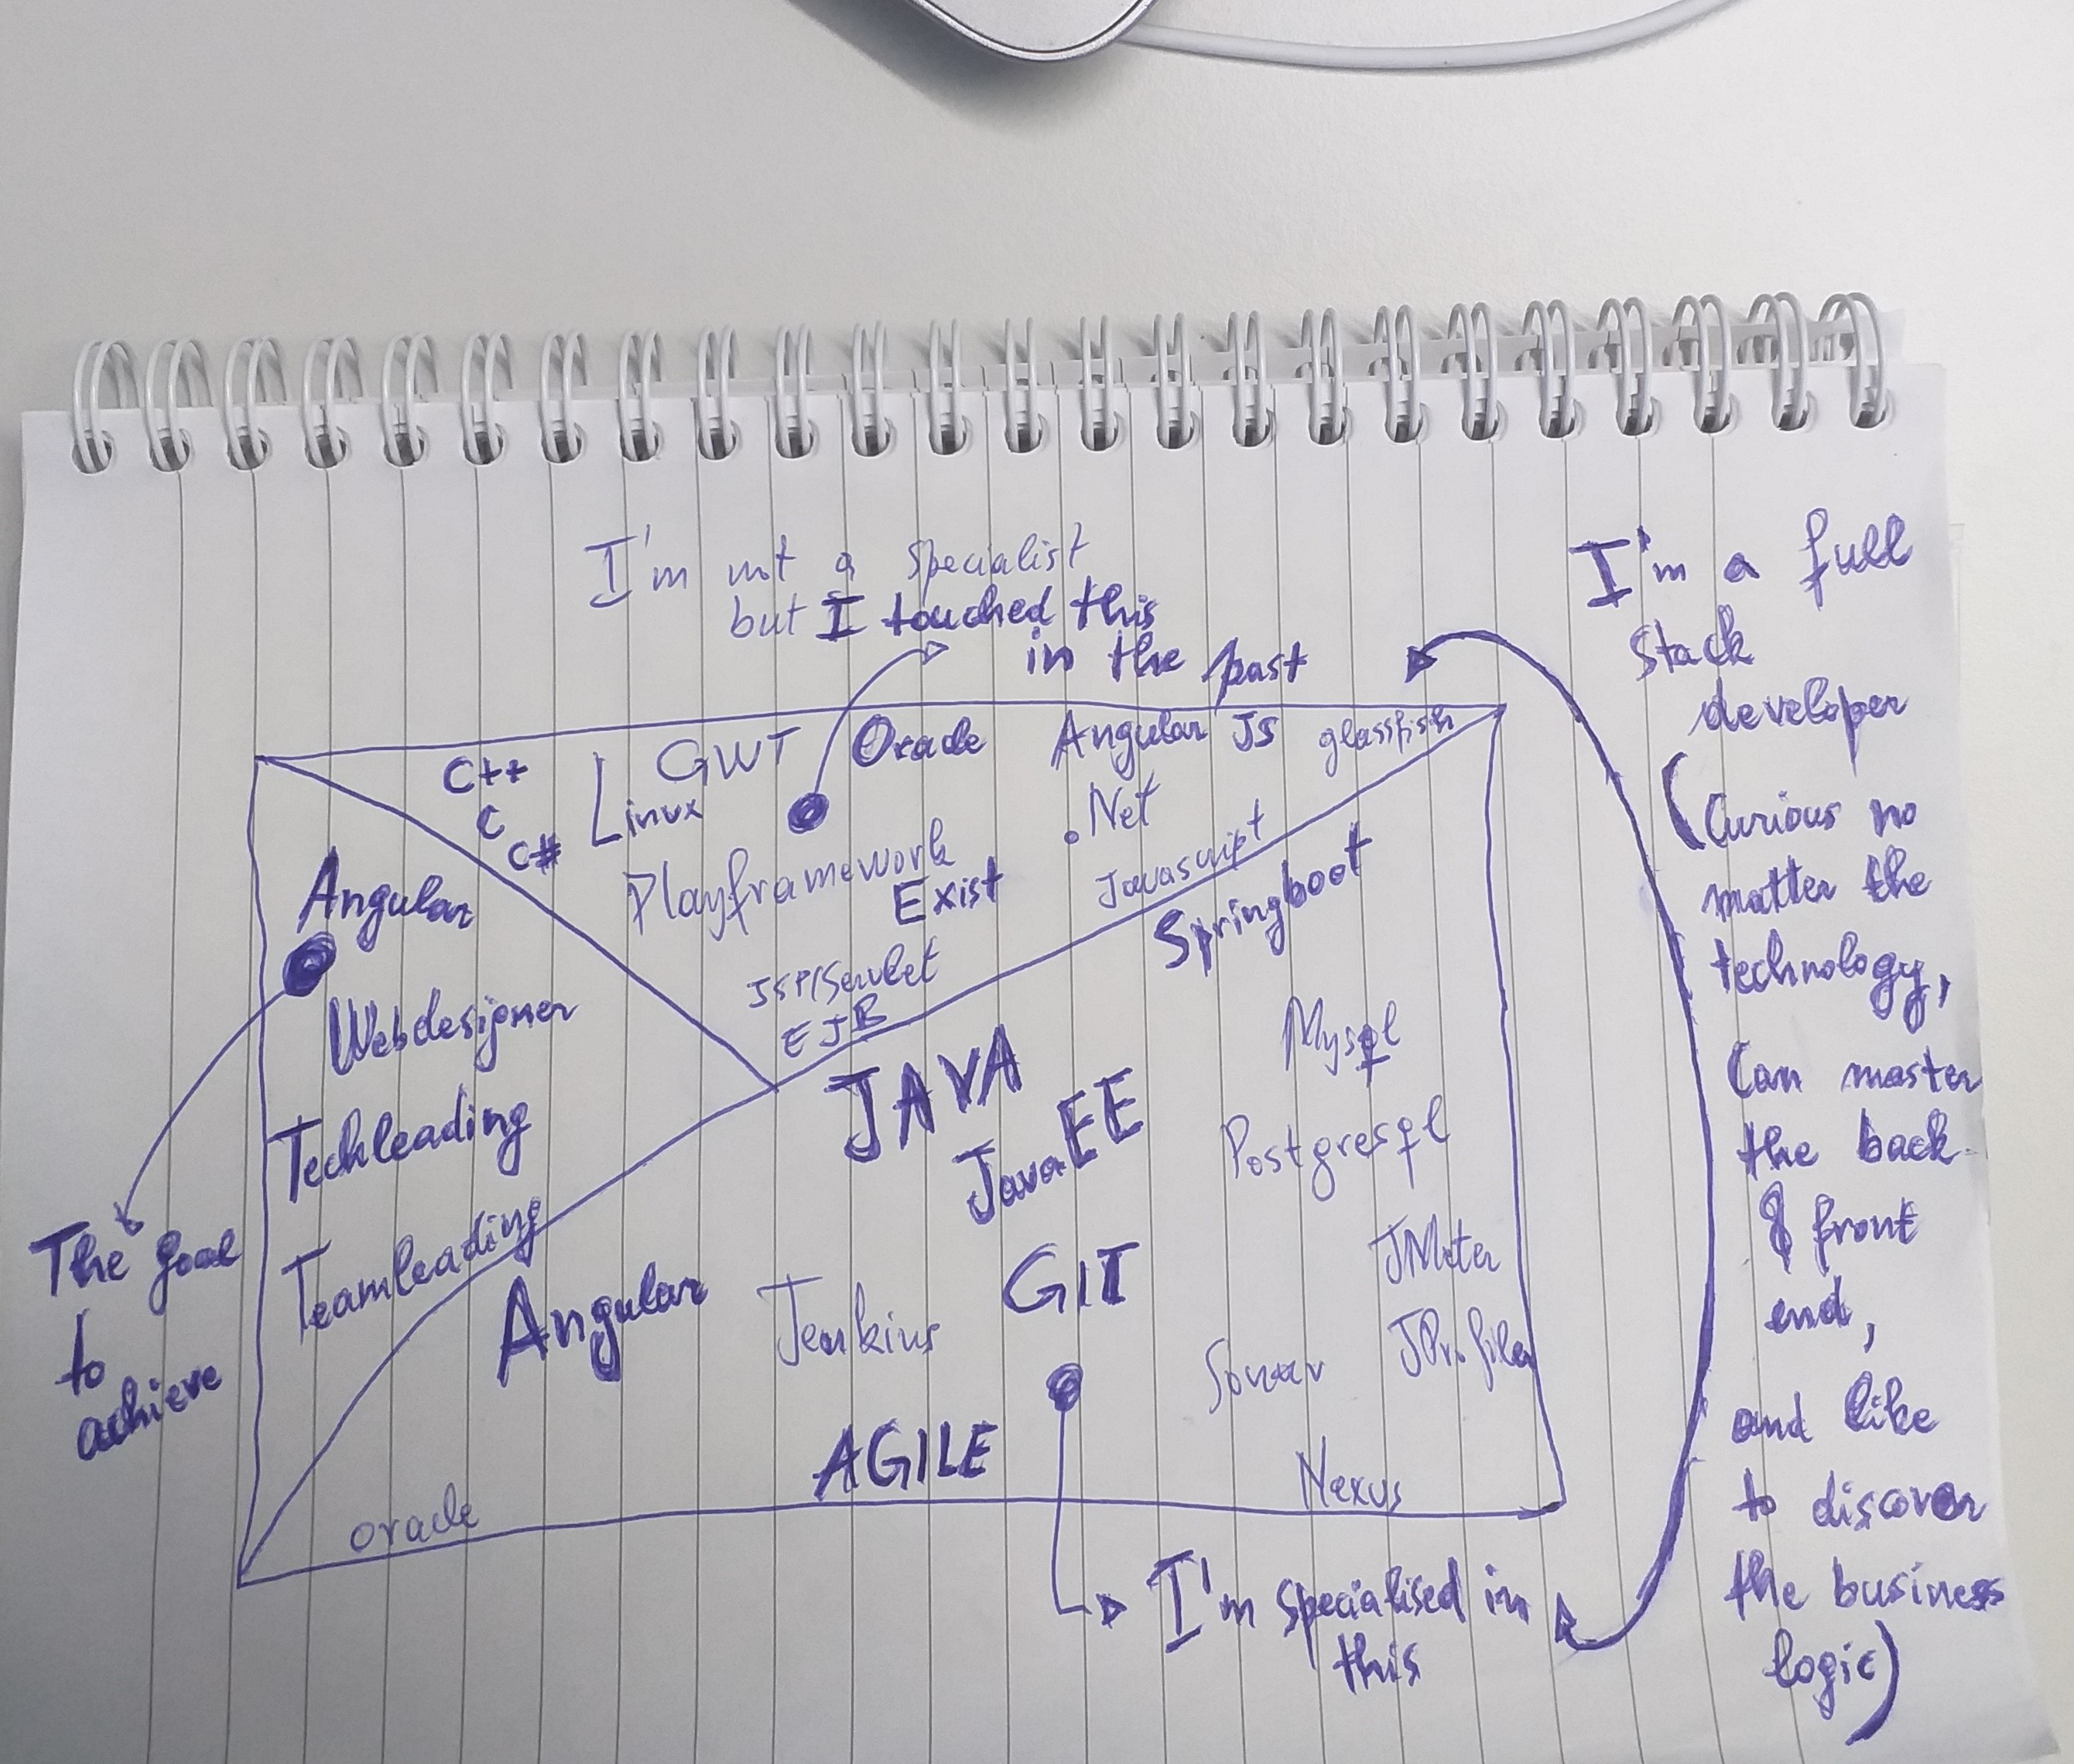 I'm not a specialist
but I touched this
in the past
C++
C
C#
Linux
GWT
Oracle
Angular JS
glassfish
.Net
Playframework
Exist
Javascript
JSP/Servlet
EJB
Angular
Webdesigner
Techleading
Teamleading
The goal
to
achieve
Springboot
JAVA
JavaEE
Mysql
Postgresql
GIT
JMeter
Angular
Jenkins
Sonar
JProfiler
AGILE
Nexus
oracle
I'm specialised in
this
I'm a full
stack
developer
(Curious no
matter the
technology,
Can master
the back-
& front
end,
and like
to discover
the business
logic)